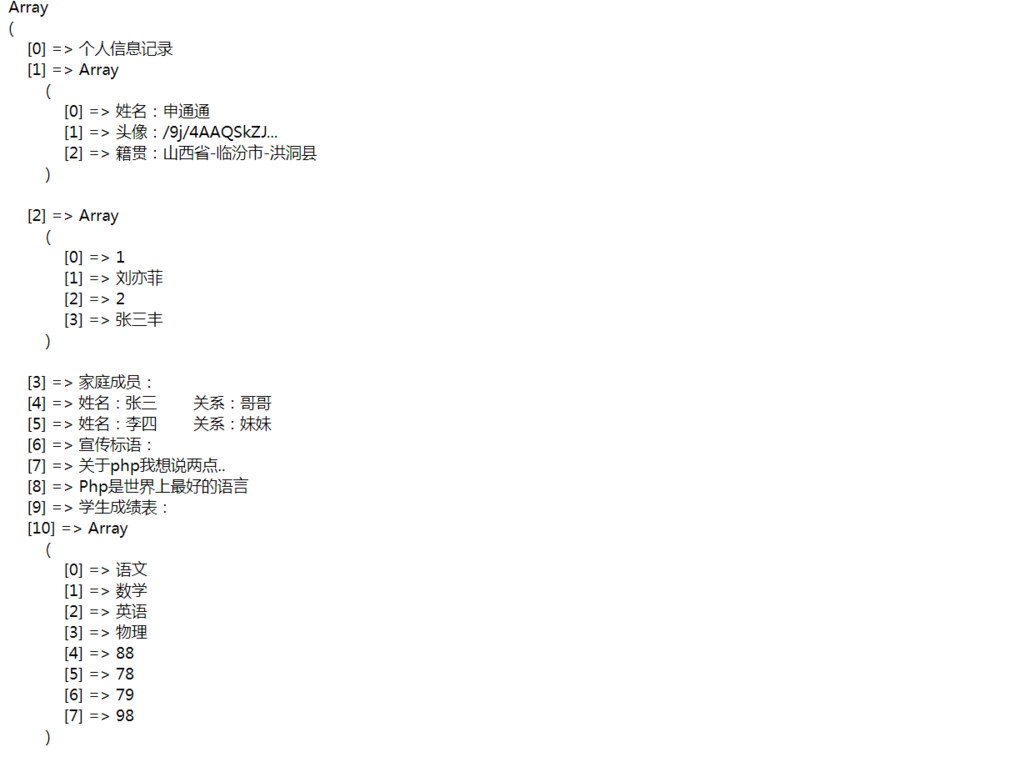 Array
(
[0] => 个人信息记录
[1] => Array
(
[0] => 姓名：申通通
[1] => 头像：/9j/4AAQSkZJ...
[2] => 籍贯：山西省-临汾市-洪洞县
)
[2] => Array
(
[0] => 1
[1] => 刘亦菲
[2] => 2
[3] => 张三丰
)
[3] => 家庭成员：
[4] => 姓名：张三 关系：哥哥
[5] => 姓名：李四 关系：妹妹
[6] => 宣传标语：
[7] => 关于php我想说两点..
[8] => Php是世界上最好的语言
[9] => 学生成绩表：
[10] => Array
(
[0] => 语文
[1] => 数学
[2] => 英语
[3] => 物理
[4] => 88
[5] => 78
[6] => 79
[7] => 98
)